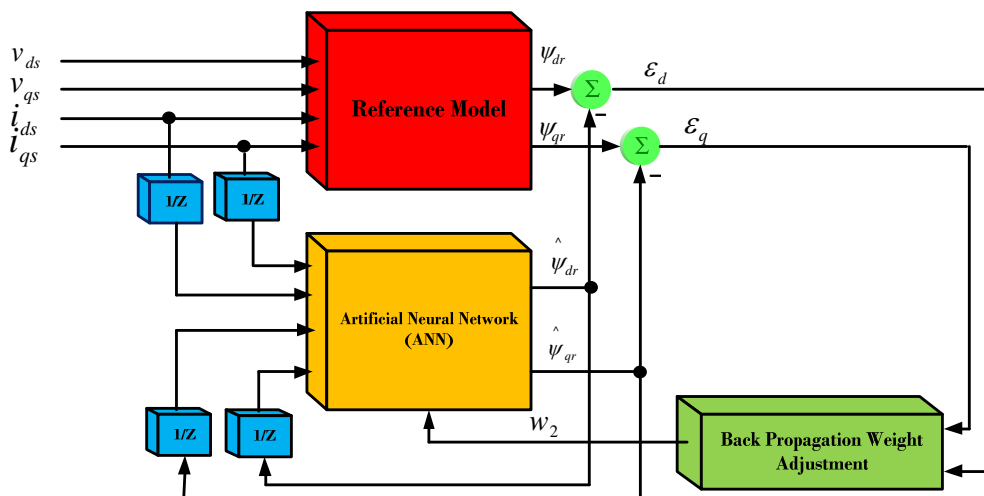 v_ds
v_qs
i_ds
i_qs
Reference Model
ψ_dr
ψ_qr
Σ
Σ
-
-
ε_d
ε_q
1/Z
1/Z
Artificial Neural Network
(ANN)
ψ̂_dr
ψ̂_qr
1/Z
1/Z
w_2
Back Propagation Weight
Adjustment